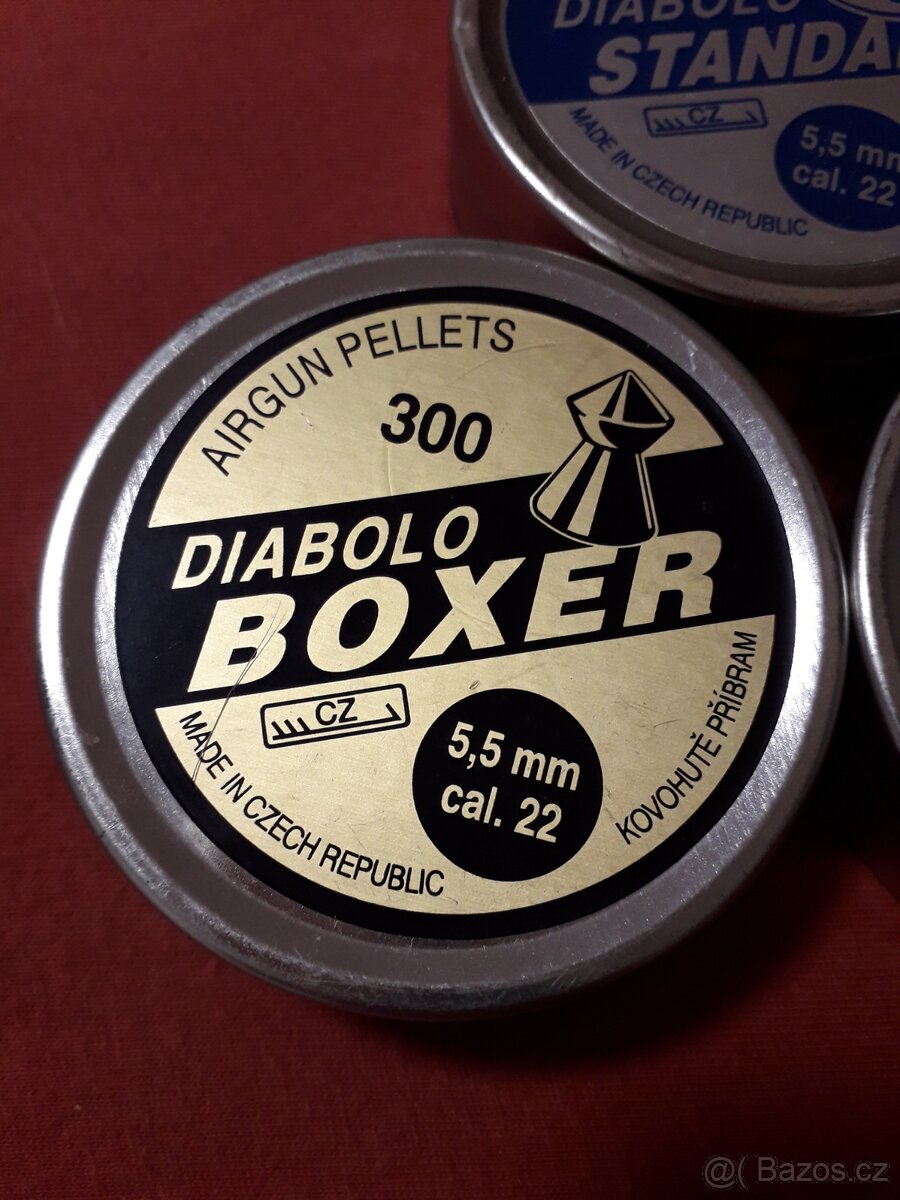 DIABOLO
STANDA
CZ
MADE IN CZECH REPUBLIC
5,5 mm
cal. 22
AIRGUN PELLETS
300
DIABOLO
BOXER
CZ
5,5 mm
cal. 22
MADE IN CZECH REPUBLIC
KOVOHUTĚ PŘÍBRAM
@( Bazos.cz